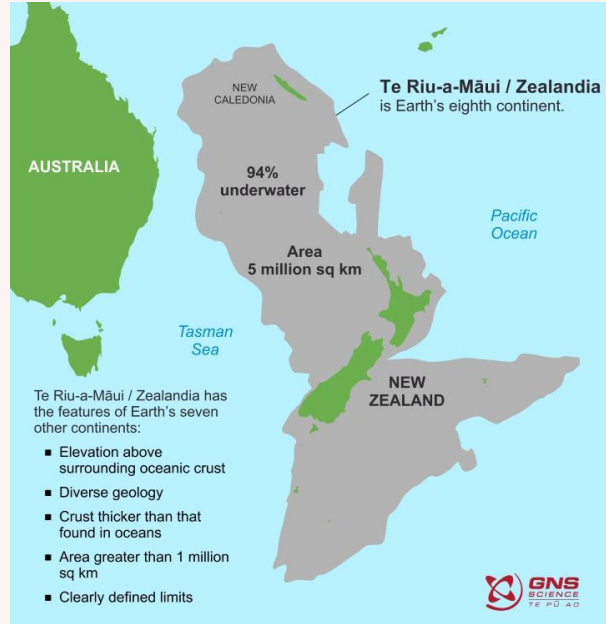 NEW
CALEDONIA
Te Riu-a-Māui / Zealandia
is Earth's eighth continent.
AUSTRALIA
94%
underwater
Pacific
Ocean
Area
5 million sq km
Tasman
Sea
NEW
ZEALAND
Te Riu-a-Māui / Zealandia has
the features of Earth's seven
other continents:
■ Elevation above
surrounding oceanic crust
■ Diverse geology
■ Crust thicker than that
found in oceans
■ Area greater than 1 million
sq km
■ Clearly defined limits
GNS
SCIENCE
TE PŪ AO